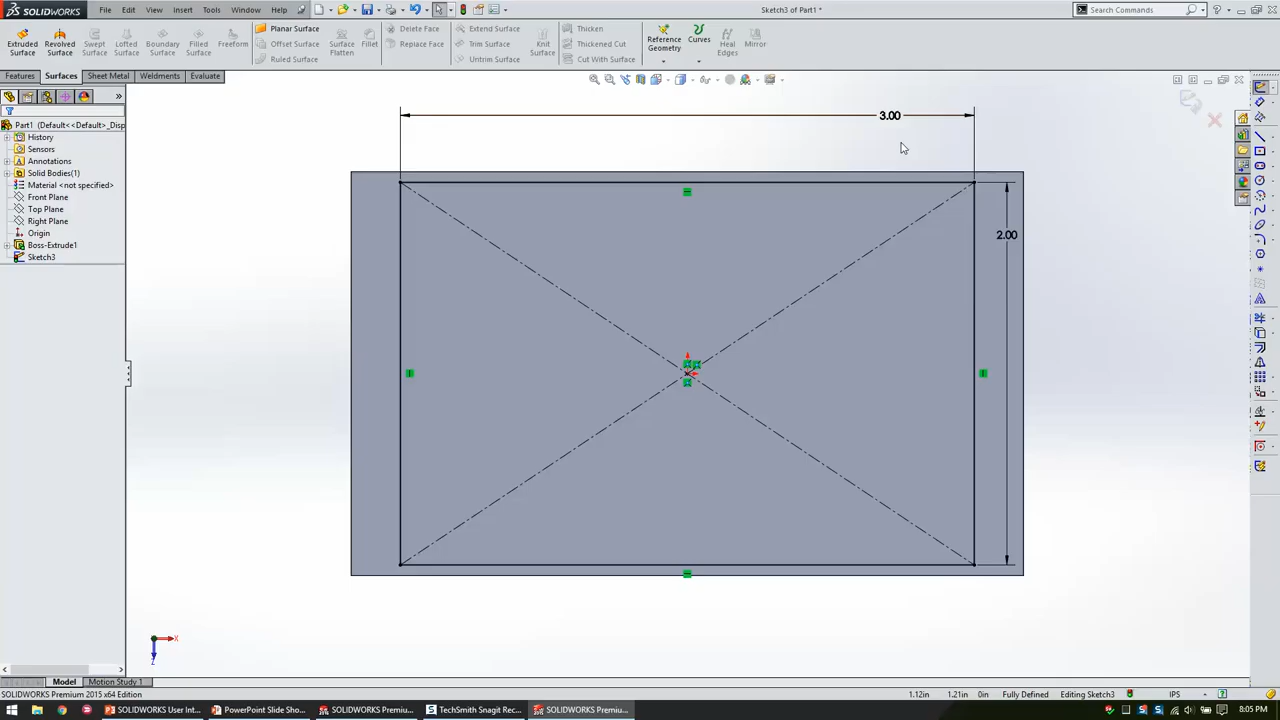 SOLIDWORKS
File
Edit
View
Insert
Tools
Window
Help
Sketch3 of Part1 *
Search Commands
Extruded Surface
Revolved Surface
Swept Surface
Lofted Surface
Boundary Surface
Filled Surface
Freeform
Planar Surface
Offset Surface
Ruled Surface
Surface Flatten
Fillet
Delete Face
Replace Face
Extend Surface
Trim Surface
Untrim Surface
Knit Surface
Thicken
Thickened Cut
Cut With Surface
Reference Geometry
Curves
Heal Edges
Mirror
Features
Surfaces
Sheet Metal
Weldments
Evaluate
Part1 (Default<<Default>_Disp
History
Sensors
Annotations
Solid Bodies(1)
Material <not specified>
Front Plane
Top Plane
Right Plane
Origin
Boss-Extrude1
Sketch3
3.00
2.00
X
Z
Model
Motion Study 1
SOLIDWORKS Premium 2015 x64 Edition
1.12in
1.21in
0in
Fully Defined
Editing Sketch3
IPS
SOLIDWORKS User Int...
PowerPoint Slide Sho...
SOLIDWORKS Premiu...
TechSmith Snagit Rec...
SOLIDWORKS Premiu...
8:05 PM